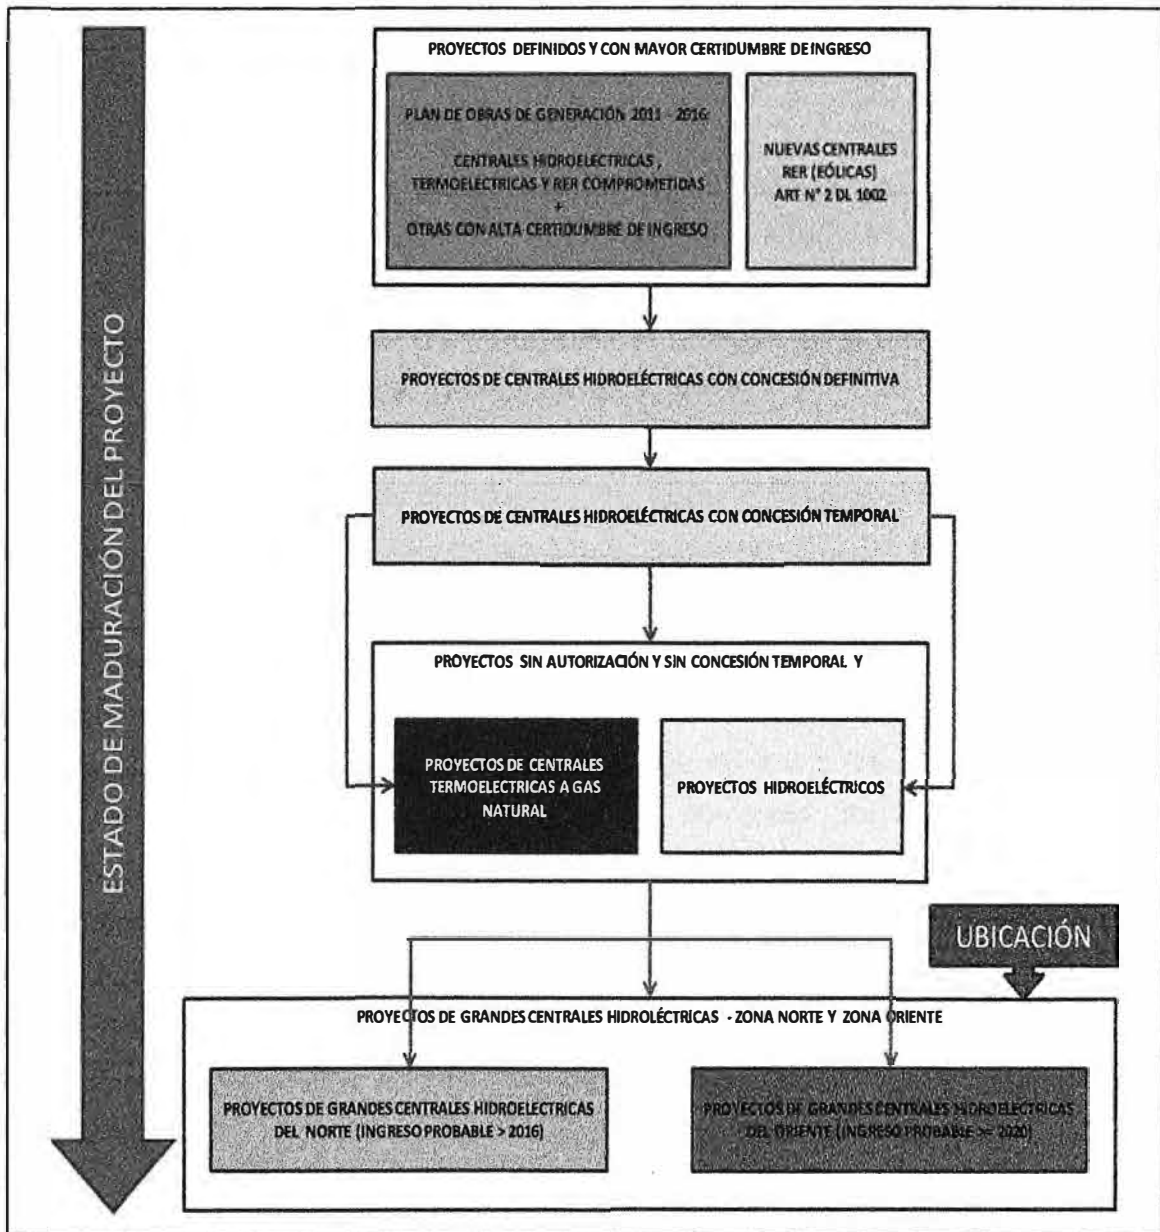 PROYECTOS DEFINIDOS Y CON MAYOR CERTIDUMBRE DE INGRESO
PLAN DE OBRAS DE GENERACIÓN 2011 - 2016:
CENTRALES HIDROELECTRICAS,
TERMOELECTRICAS Y RER COMPROMETIDAS
+
OTRAS CON ALTA CERTIDUMBRE DE INGRESO
NUEVAS CENTRALES
RER (EÓLICAS)
ART N° 2 DL 1002
ESTADO DE MADURACIÓN DEL PROYECTO
PROYECTOS DE CENTRALES HIDROELÉCTRICAS CON CONCESIÓN DEFINITIVA
PROYECTOS DE CENTRALES HIDROELÉCTRICAS CON CONCESIÓN TEMPORAL
PROYECTOS SIN AUTORIZACIÓN Y SIN CONCESIÓN TEMPORAL Y
PROYECTOS DE CENTRALES
TERMOELECTRICAS A GAS
NATURAL
PROYECTOS HIDROELÉCTRICOS
UBICACIÓN
PROYECTOS DE GRANDES CENTRALES HIDROLÉCTRICAS - ZONA NORTE Y ZONA ORIENTE
PROYECTOS DE GRANDES CENTRALES HIDROELECTRICAS
DEL NORTE (INGRESO PROBABLE > 2016)
PROYECTOS DE GRANDES CENTRALES HIDROELECTRICAS
DEL ORIENTE (INGRESO PROBABLE >= 2020)